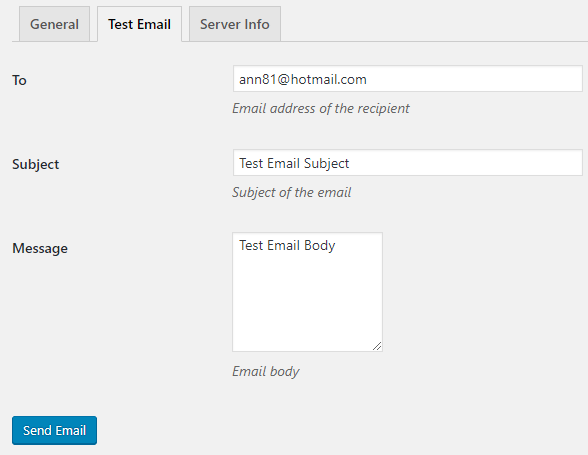 General Test Email Server Info
To ann81@hotmail.com
Email address of the recipient
Subject Test Email Subject
Subject of the email
Message Test Email Body
Email body
Send Email